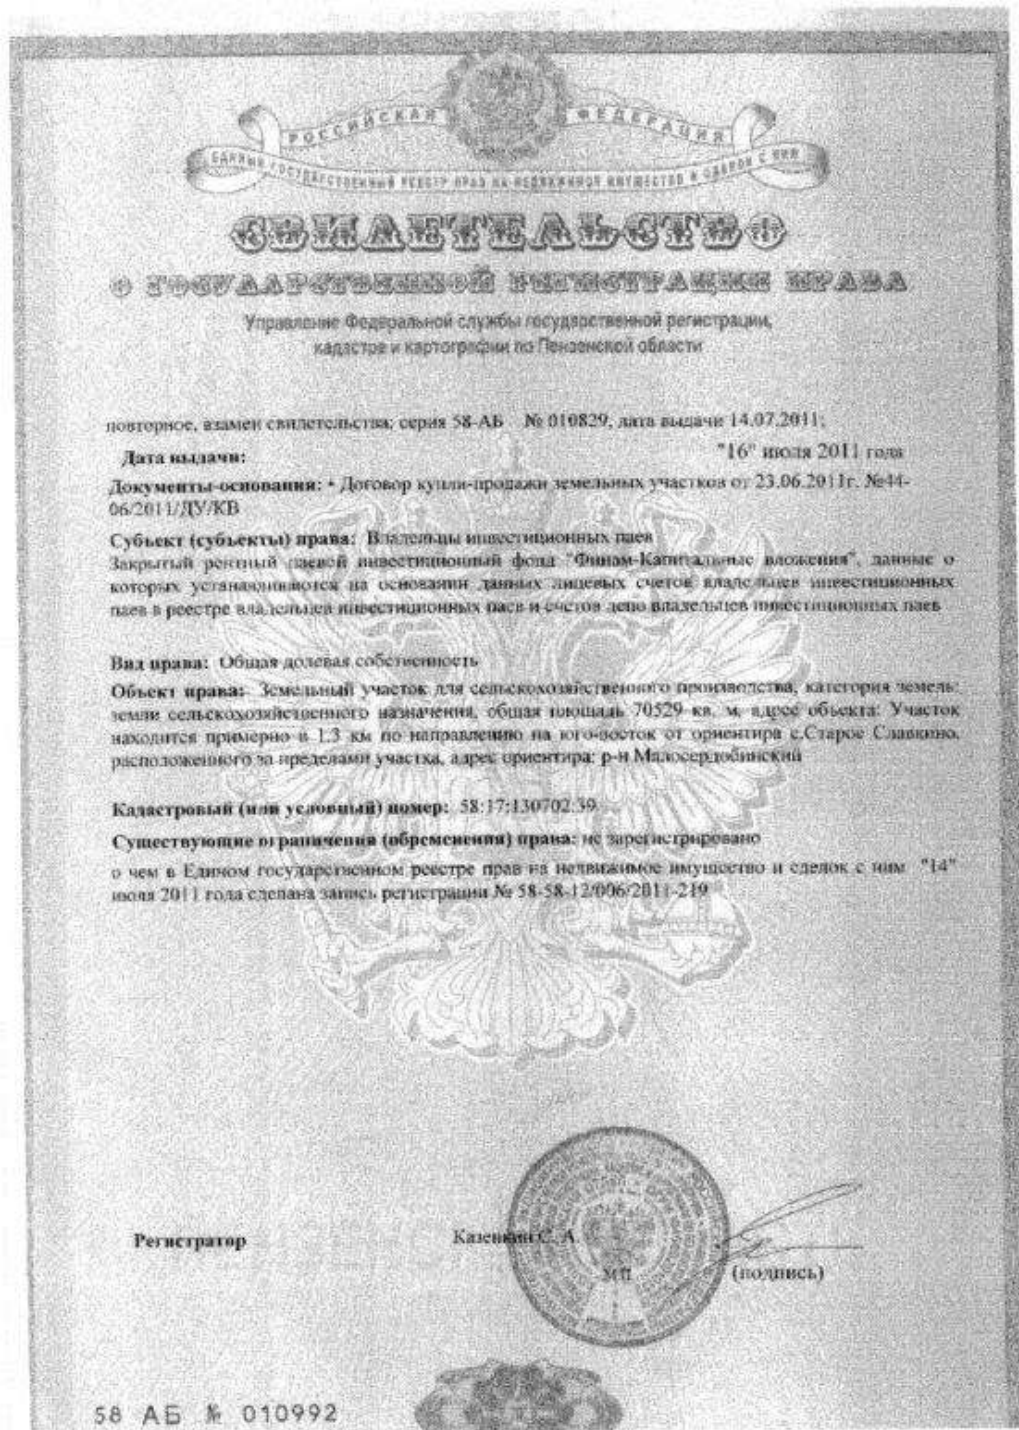 РОССИЙСКАЯ ФЕДЕРАЦИЯ
ЕДИНЫЙ ГОСУДАРСТВЕННЫЙ РЕЕСТР ПРАВ НА НЕДВИЖИМОЕ ИМУЩЕСТВО И СДЕЛОК С НИМ
СВИДЕТЕЛЬСТВО
О ГОСУДАРСТВЕННОЙ РЕГИСТРАЦИИ ПРАВА
Управление Федеральной службы государственной регистрации,
кадастра и картографии по Пензенской области
повторное, взамен свидетельства: серия 58-АБ № 010829, дата выдачи 14.07.2011;
Дата выдачи: "16" июля 2011 года
Документы-основания: • Договор купли-продажи земельных участков от 23.06.2011г. №44-
06/2011/ДУ/КВ
Субъект (субъекты) права: Владельцы инвестиционных паев
Закрытый рентный паевой инвестиционный фонд "Финам-Капитальные вложения", данные о
которых устанавливаются на основании данных лицевых счетов владельцев инвестиционных
паев в реестре владельцев инвестиционных паев и счетов депо владельцев инвестиционных паев
Вид права: Общая долевая собственность
Объект права: Земельный участок для сельскохозяйственного производства, категория земель:
земли сельскохозяйственного назначения, общая площадь 70529 кв. м, адрес объекта: Участок
находится примерно в 1,3 км по направлению на юго-восток от ориентира с.Старое Славкино,
расположенного за пределами участка, адрес ориентира: р-н Малосердобинский
Кадастровый (или условный) номер: 58:17:130702:39
Существующие ограничения (обременения) права: не зарегистрировано
о чем в Едином государственном реестре прав на недвижимое имущество и сделок с ним "14"
июля 2011 года сделана запись регистрации № 58-58-12/006/2011-219
Регистратор Казенкин С. А.
МП (подпись)
58 АБ № 010992